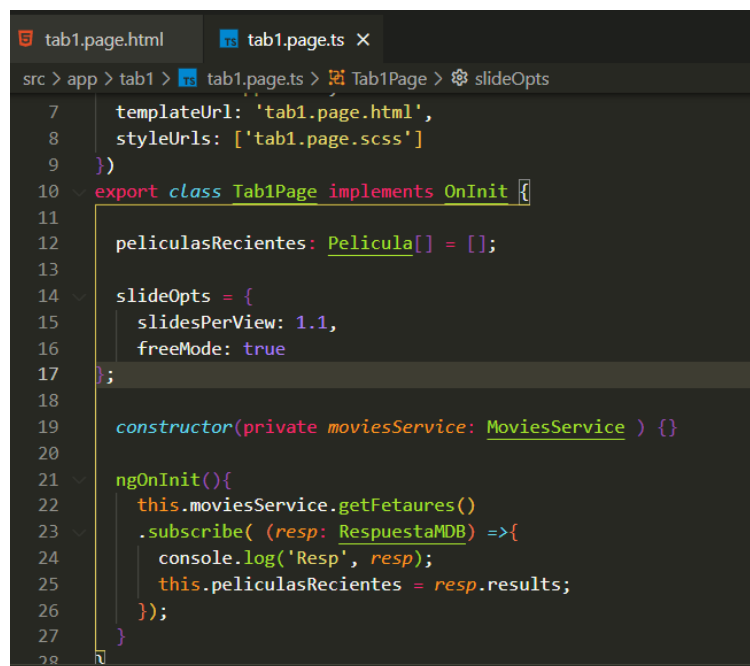 tab1.page.html TS tab1.page.ts ×
src > app > tab1 > TS tab1.page.ts > Tab1Page > slideOpts
7 templateUrl: 'tab1.page.html',
8 styleUrls: ['tab1.page.scss']
9 })
10 export class Tab1Page implements OnInit {
11
12 peliculasRecientes: Pelicula[] = [];
13
14 slideOpts = {
15 slidesPerView: 1.1,
16 freeMode: true
17 };
18
19 constructor(private moviesService: MoviesService ) {}
20
21 ngOnInit(){
22 this.moviesService.getFetaures()
23 .subscribe( (resp: RespuestaMDB) =>{
24 console.log('Resp', resp);
25 this.peliculasRecientes = resp.results;
26 });
27 }
28 }